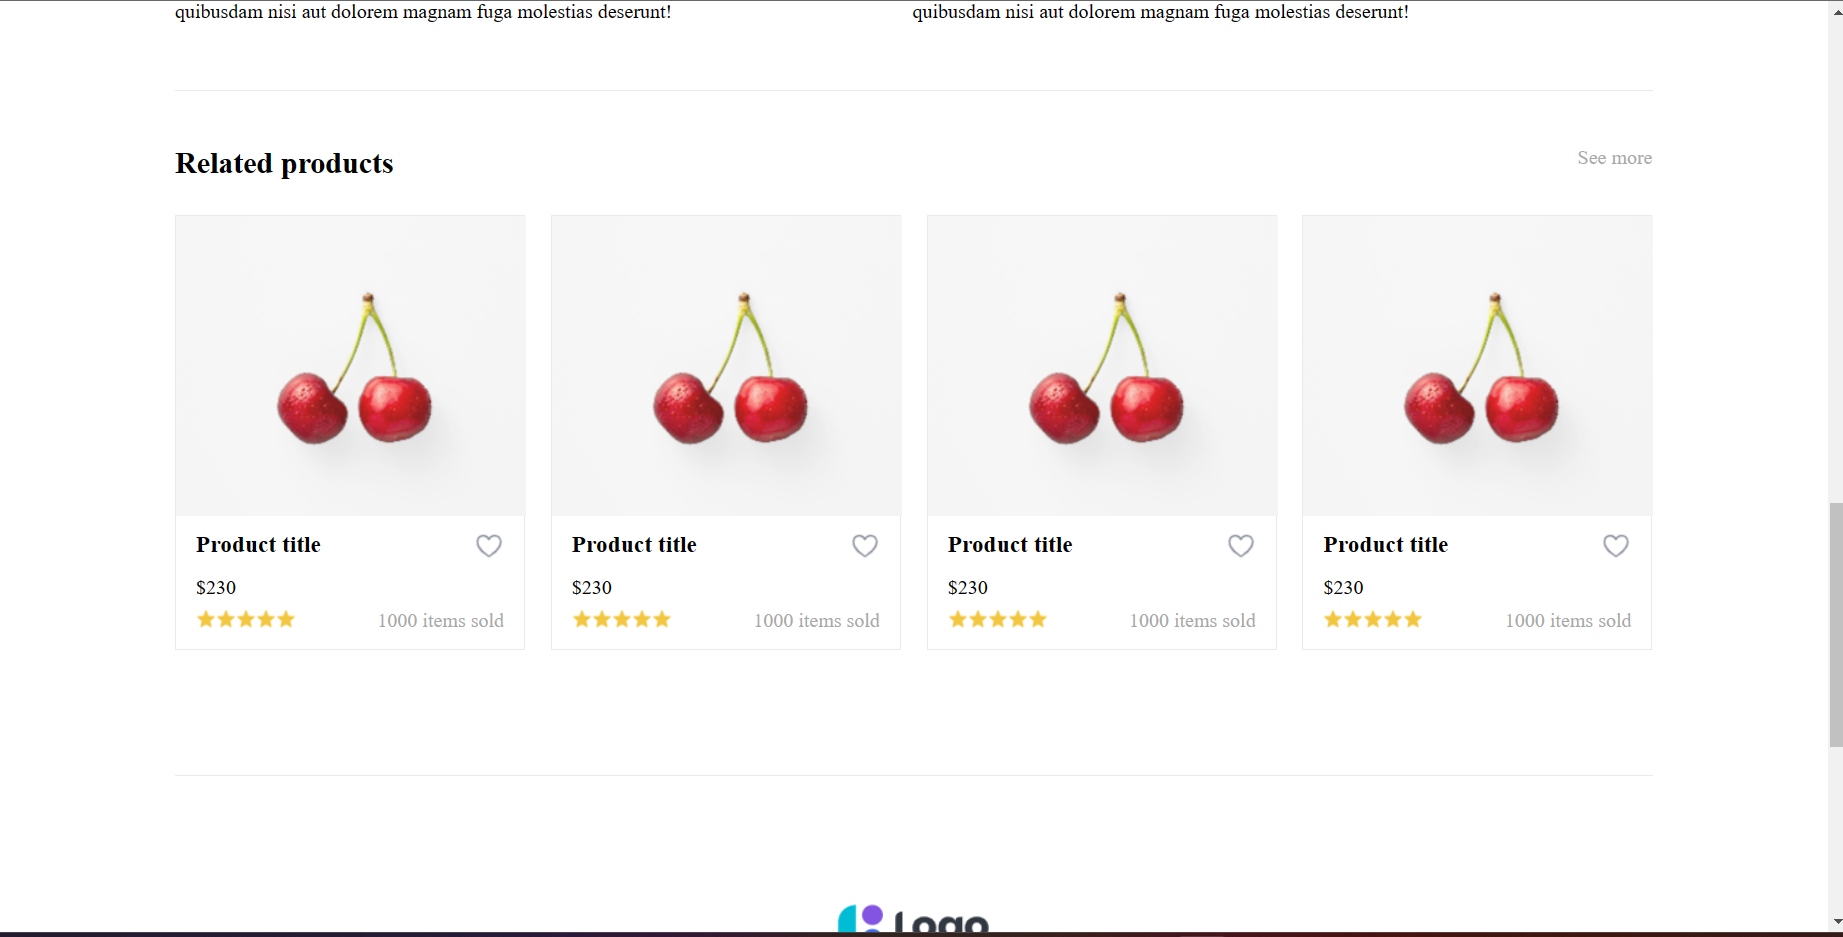 quibusdam nisi aut dolorem magnam fuga molestias deserunt!
quibusdam nisi aut dolorem magnam fuga molestias deserunt!
Related products
See more
Product title
$230
1000 items sold
Product title
$230
1000 items sold
Product title
$230
1000 items sold
Product title
$230
1000 items sold
Logo